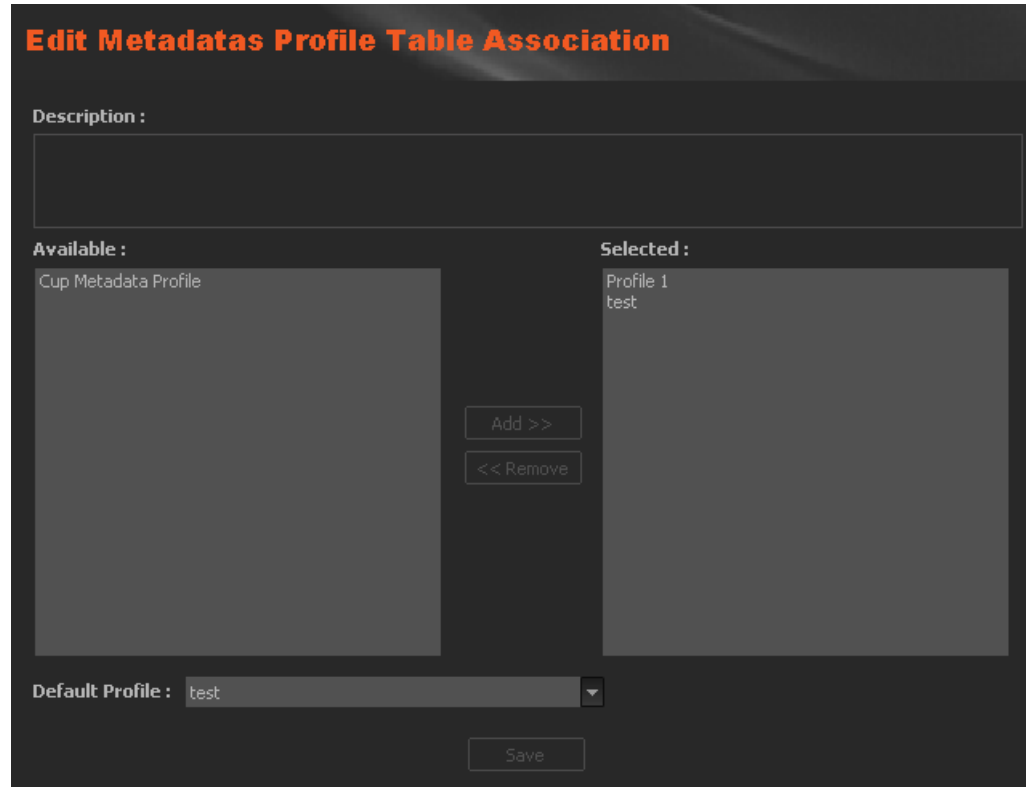 Edit Metadatas Profile Table Association
Description :
Available :
Selected :
Cup Metadata Profile
Profile 1
test
Add >>
<< Remove
Default Profile : test
Save